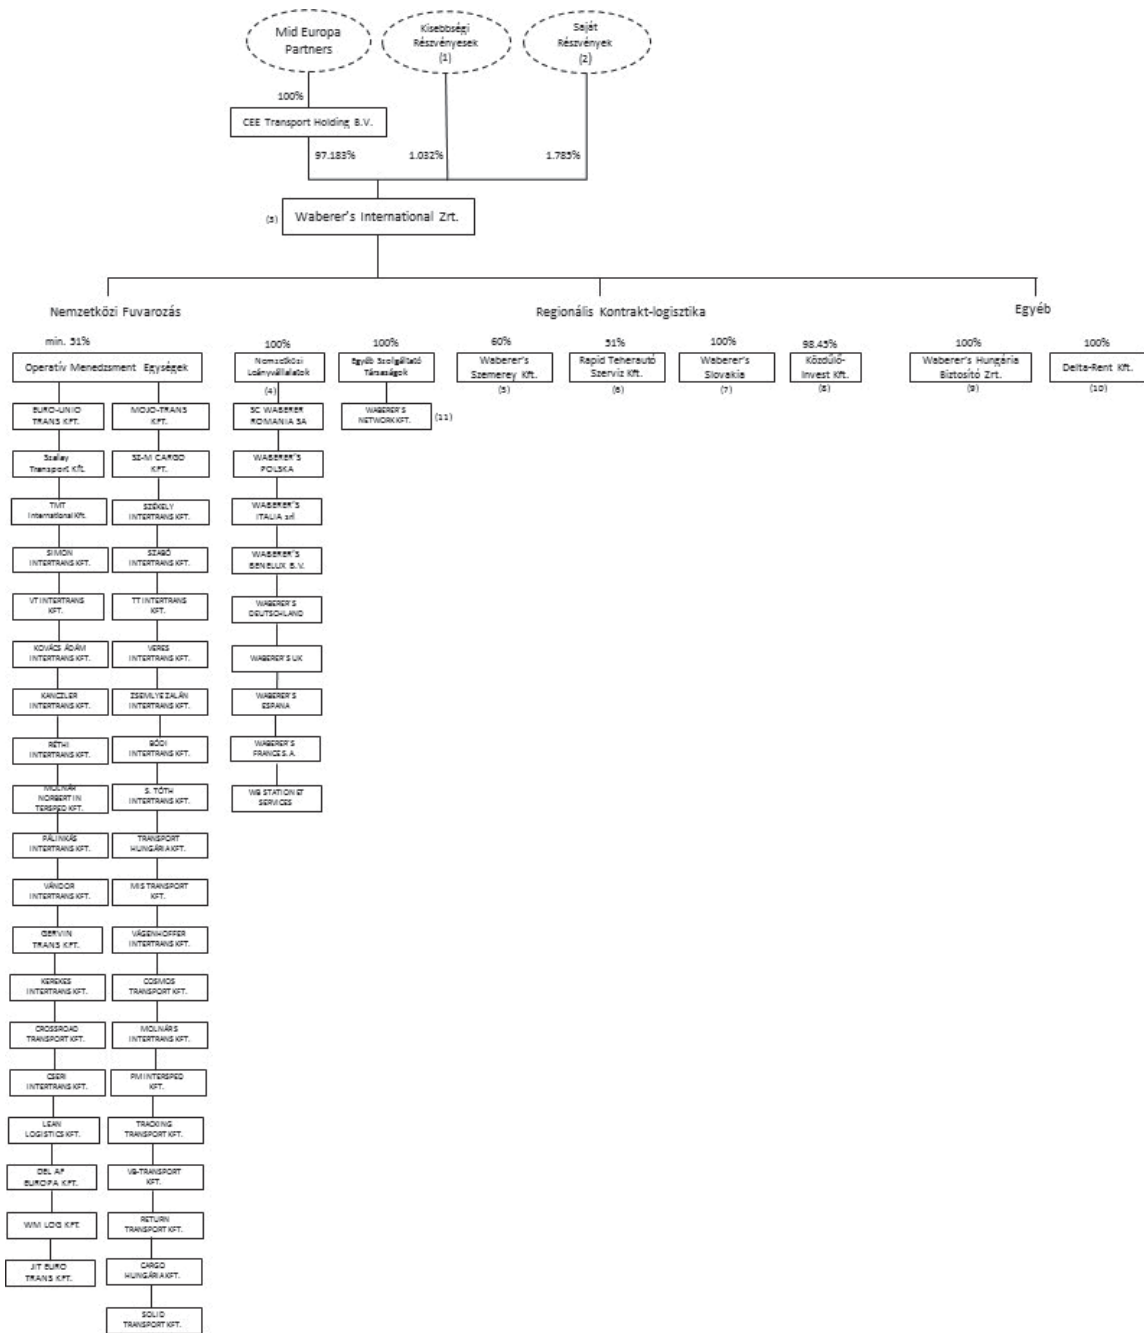 Mid Europa
Partners
Kisebbségi
Részvényesek
(1)
Saját
Részvények
(2)
100%
CEE Transport Holding B.V.
97.183%
1.032%
1.785%
(3)
Waberer's International Zrt.
Nemzetközi Fuvarozás
Regionális Kontrakt-logisztika
Egyéb
min. 51%
Operatív Menedzsment Egységek
100%
Nemzetközi
Leányvállalatok
(4)
100%
Egyéb Szolgáltató
Társaságok
60%
Waberer's
Szemerey Kft.
(5)
51%
Rapid Teherautó
Szerviz Kft.
(6)
100%
Waberer's
Slovakia
(7)
98.45%
Közdülő-
Invest Kft.
(8)
100%
Waberer's Hungária
Biztosító Zrt.
(9)
100%
Delta-Rent Kft.
(10)
EURO-UNIO
TRANS KFT.
Szalay
Transport Kft.
TMT
International Kft.
SIMON
INTERTRANS KFT.
VT INTERTRANS
KFT.
KOVÁCS ÁDÁM
INTERTRANS KFT.
KANCZLER
INTERTRANS KFT.
RÉTHI
INTERTRANS KFT.
MOLNÁR
NORBERT IN
TERSPED KFT.
PÁLINKÁS
INTERTRANS KFT.
VÁNDOR
INTERTRANS KFT.
GERVIN
TRANS KFT.
KEREKES
INTERTRANS KFT.
CROSSROAD
TRANSPORT KFT.
CSERI
INTERTRANS KFT.
LEAN
LOGISTICS KFT.
DEL AF
EUROPA KFT.
WM LOG KFT.
JIT EURO
TRANS KFT.
MOJO-TRANS
KFT.
SZ-M CARGO
KFT.
SZÉKELY
INTERTRANS KFT.
SZABÓ
INTERTRANS KFT.
TT INTERTRANS
KFT.
VERES
INTERTRANS KFT.
ZSEMLYE ZALÁN
INTERTRANS KFT.
BÓDI
INTERTRANS KFT.
S. TÓTH
INTERTRANS KFT.
TRANSPORT
HUNGÁRIA KFT.
MIS TRANSPORT
KFT.
VÁGENHOFFER
INTERTRANS KFT.
COSMOS
TRANSPORT KFT.
MOLNÁR S
INTERTRANS KFT.
PM INTERSPED
KFT.
TRACKING
TRANSPORT KFT.
VB-TRANSPORT
KFT.
RETURN
TRANSPORT KFT.
CARGO
HUNGÁRIA KFT.
SOLID
TRANSPORT KFT.
SC WABERER
ROMANIA SA
WABERER'S
POLSKA
WABERER'S
ITALIA srl
WABERER'S
BENELUX B.V.
WABERER'S
DEUTSCHLAND
WABERER'S UK
WABERER'S
ESPANA
WABERER'S
FRANCE S.A.
WB STATION ET
SERVICES
WABERER'S
NETWORK KFT.
(11)